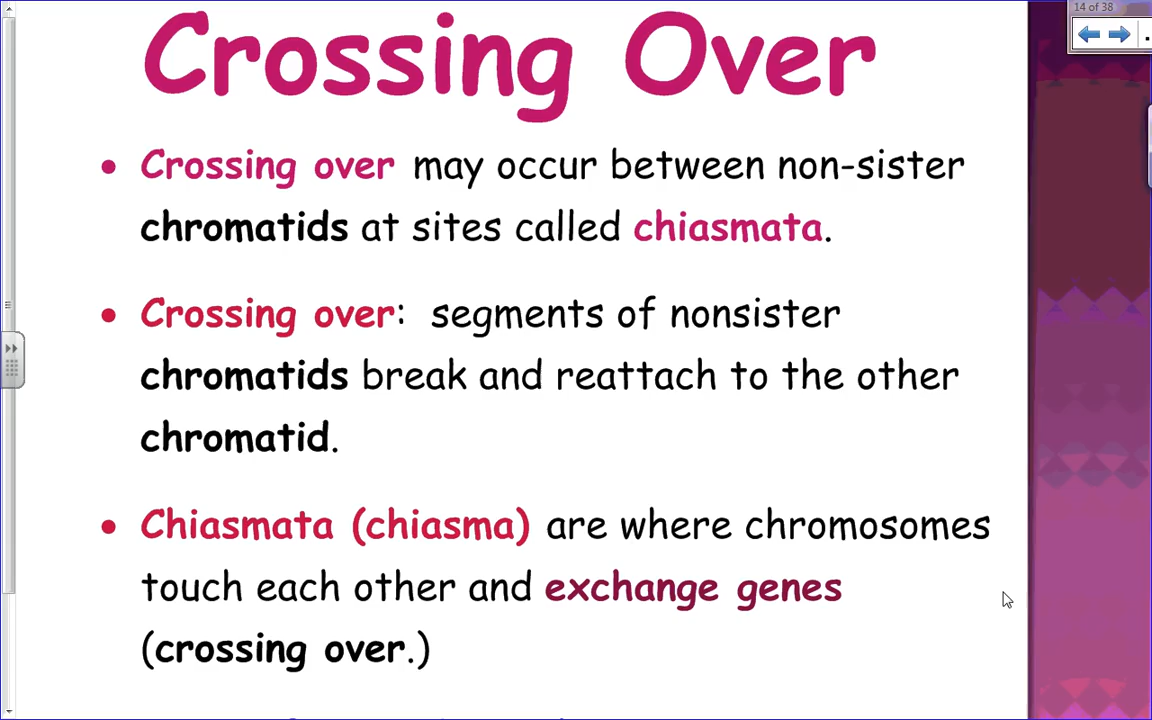 14 of 38
Crossing Over
• Crossing over may occur between non-sister
chromatids at sites called chiasmata.
• Crossing over: segments of nonsister
chromatids break and reattach to the other
chromatid.
• Chiasmata (chiasma) are where chromosomes
touch each other and exchange genes
(crossing over.)